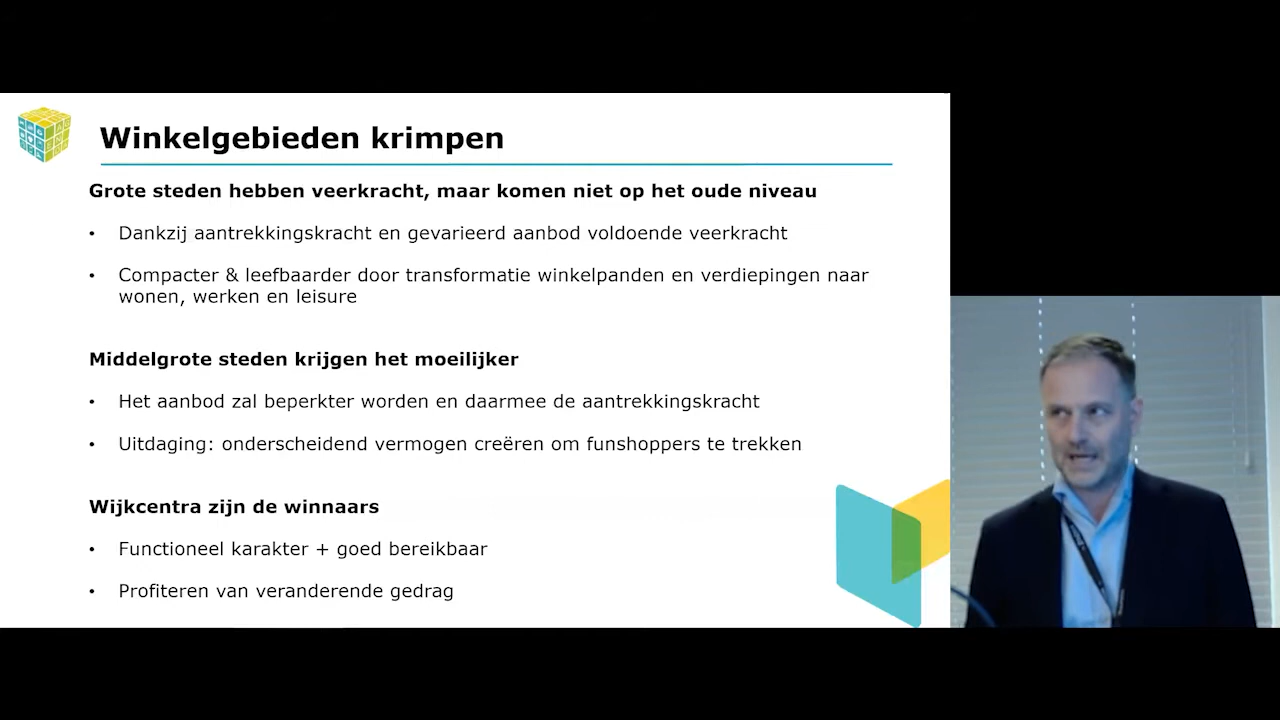 Winkelgebieden krimpen
Grote steden hebben veerkracht, maar komen niet op het oude niveau
• Dankzij aantrekkingskracht en gevarieerd aanbod voldoende veerkracht
• Compacter & leefbaarder door transformatie winkelpanden en verdiepingen naar
wonen, werken en leisure
Middelgrote steden krijgen het moeilijker
• Het aanbod zal beperkter worden en daarmee de aantrekkingskracht
• Uitdaging: onderscheidend vermogen creëren om funshoppers te trekken
Wijkcentra zijn de winnaars
• Functioneel karakter + goed bereikbaar
• Profiteren van veranderende gedrag